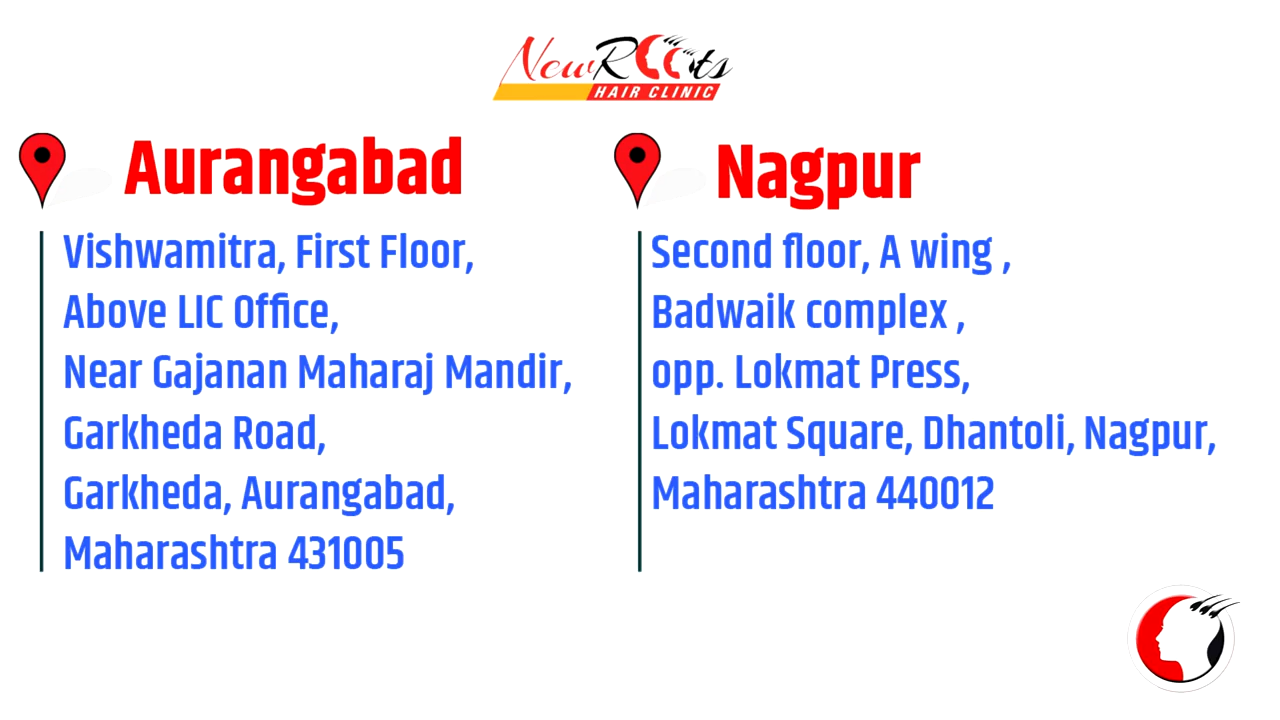 NewRoots
HAIR CLINIC
Aurangabad
Vishwamitra, First Floor,
Above LIC Office,
Near Gajanan Maharaj Mandir,
Garkheda Road,
Garkheda, Aurangabad,
Maharashtra 431005
Nagpur
Second floor, A wing ,
Badwaik complex ,
opp. Lokmat Press,
Lokmat Square, Dhantoli, Nagpur,
Maharashtra 440012